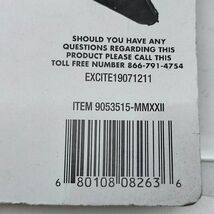 SHOULD YOU HAVE ANY
QUESTIONS REGARDING THIS
PRODUCT PLEASE CALL THIS
TOLL FREE NUMBER 866-791-4754
EXCITE19071211
ITEM 9053515-MMXXII
6 80108 08263 6